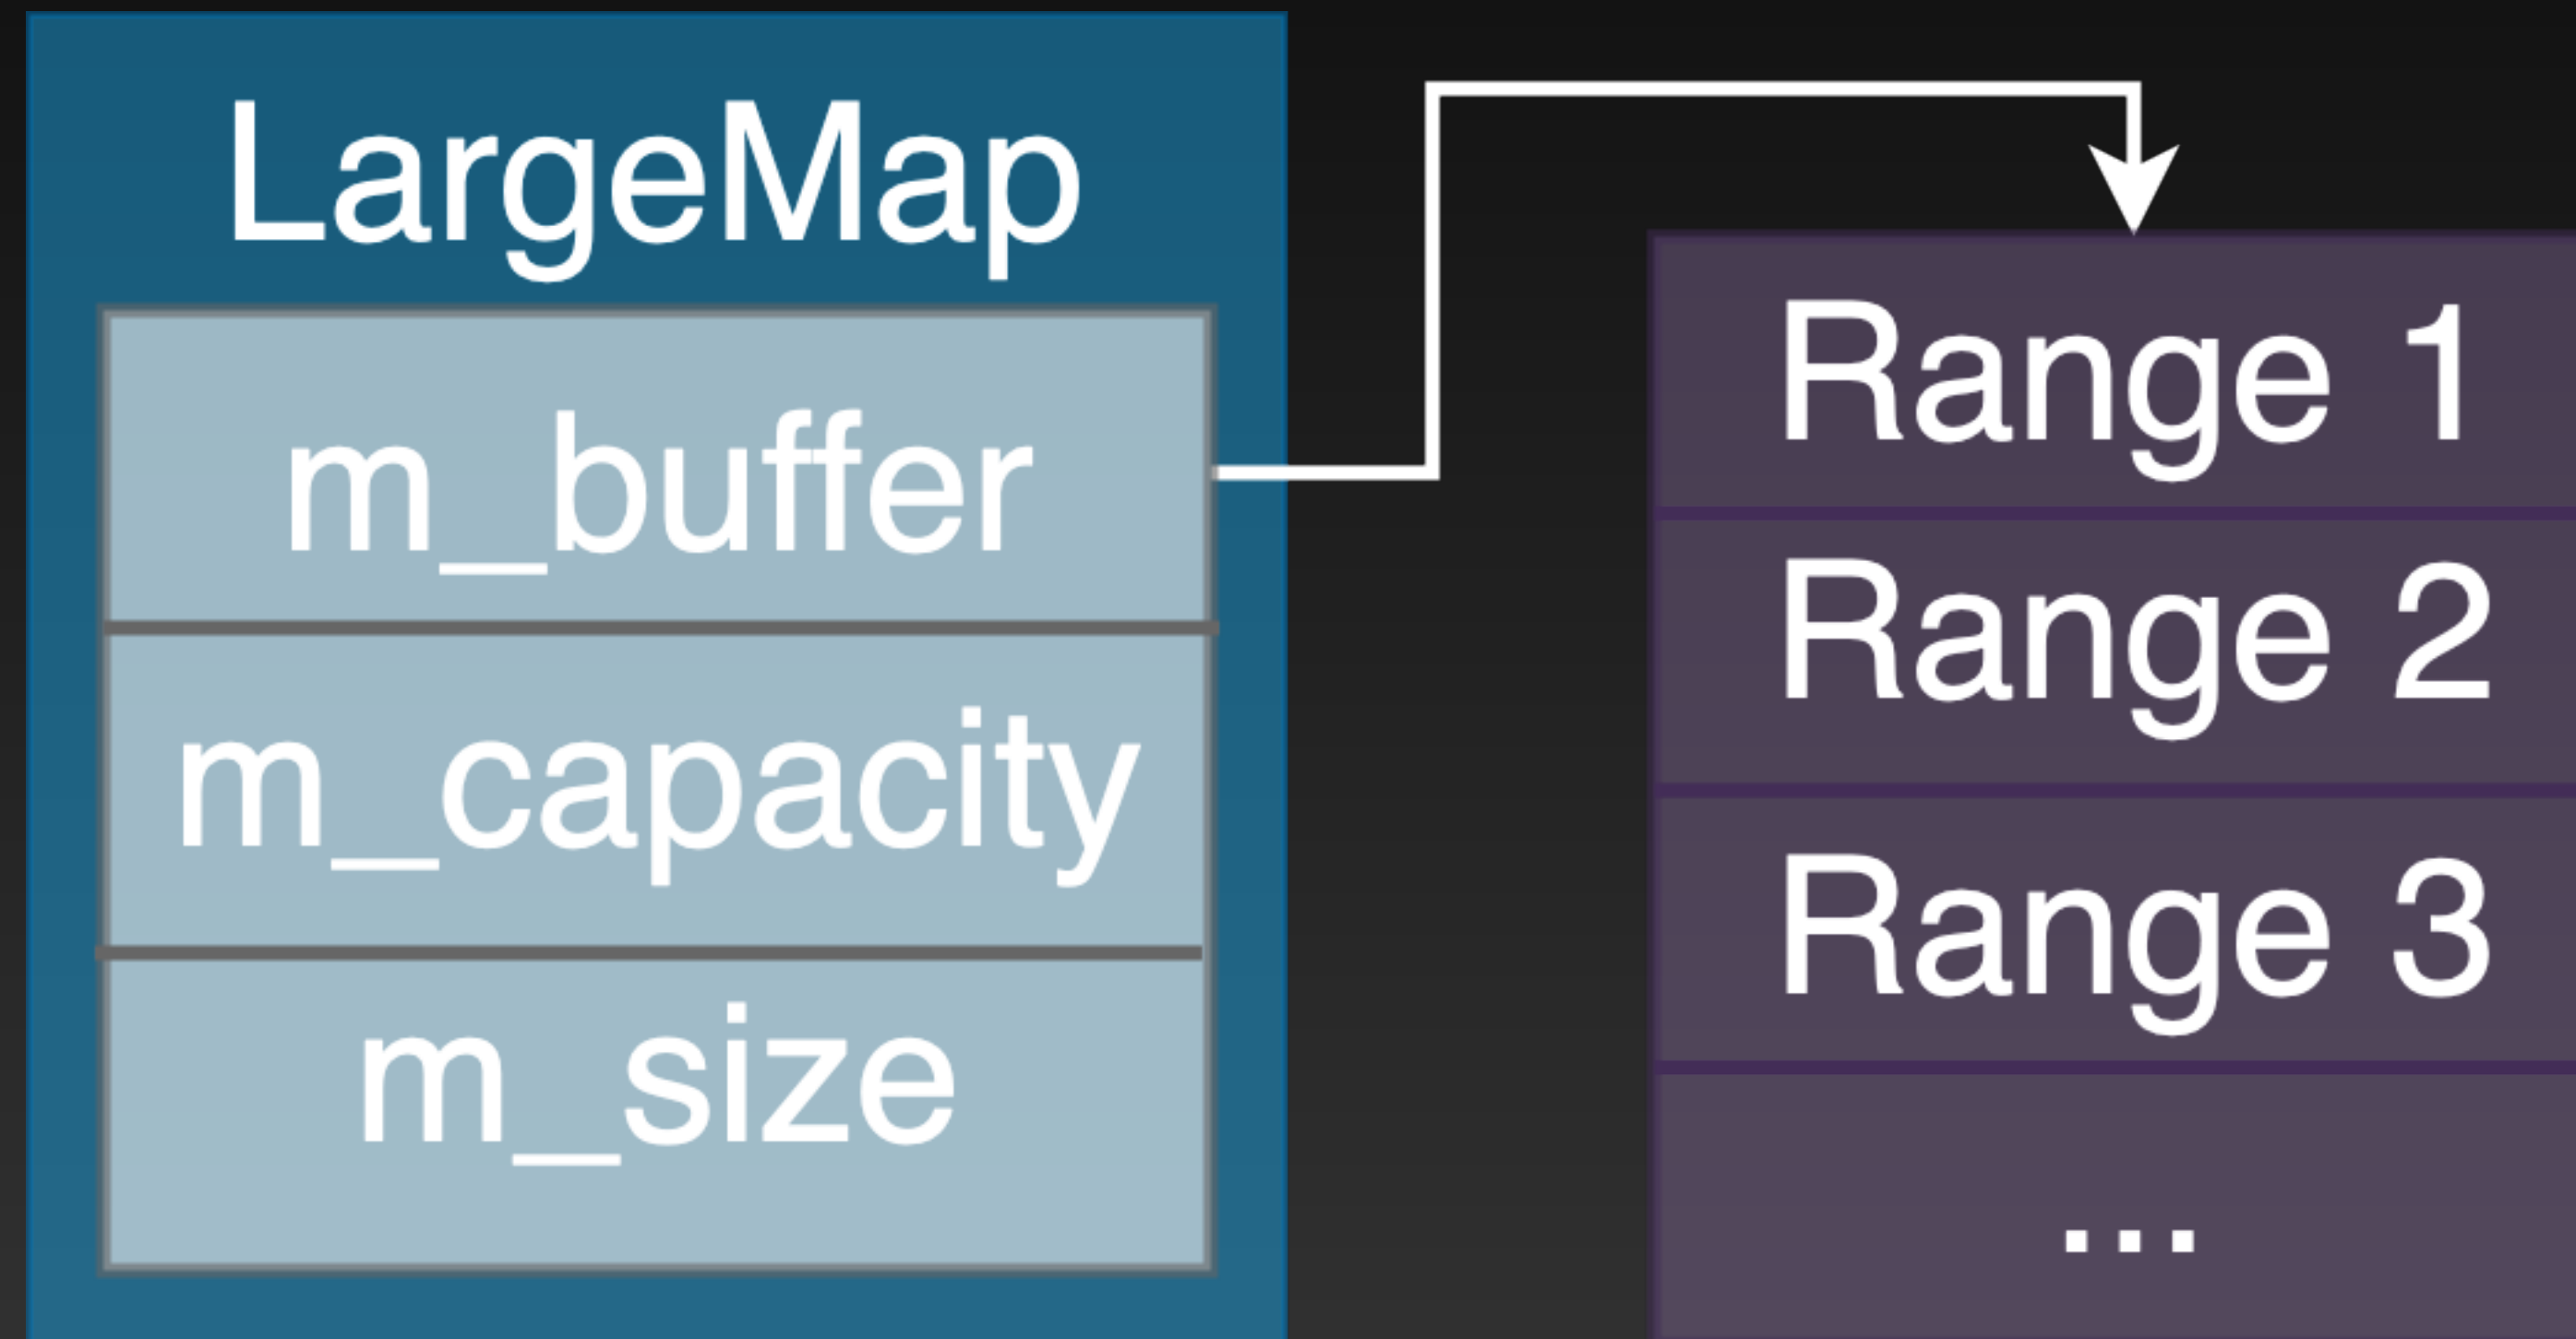 LargeMap
m_buffer
m_capacity
m_size
Range 1
Range 2
Range 3
...